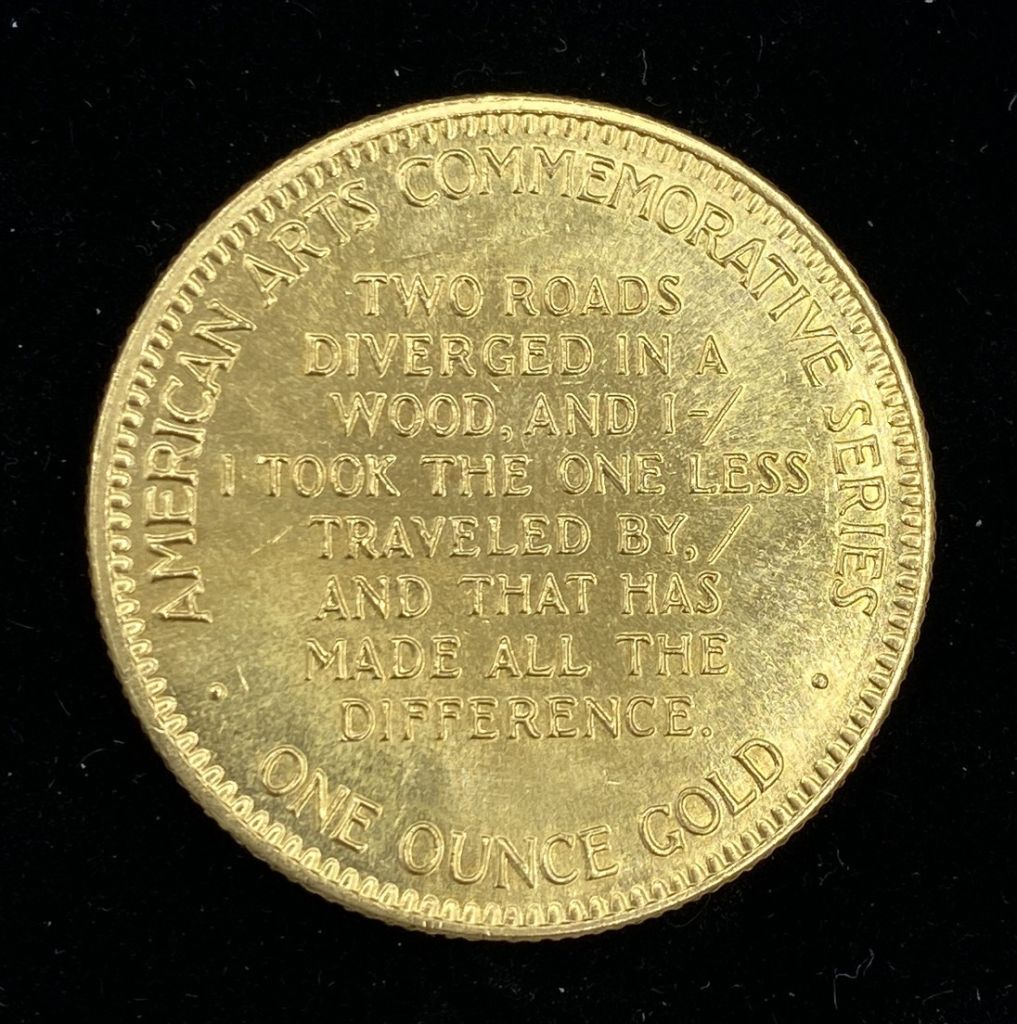 AMERICAN ARTS COMMEMORATIVE SERIES
TWO ROADS
DIVERGED IN A
WOOD, AND I-/
I TOOK THE ONE LESS
TRAVELED BY, /
AND THAT HAS
MADE ALL THE
DIFFERENCE.
ONE OUNCE GOLD